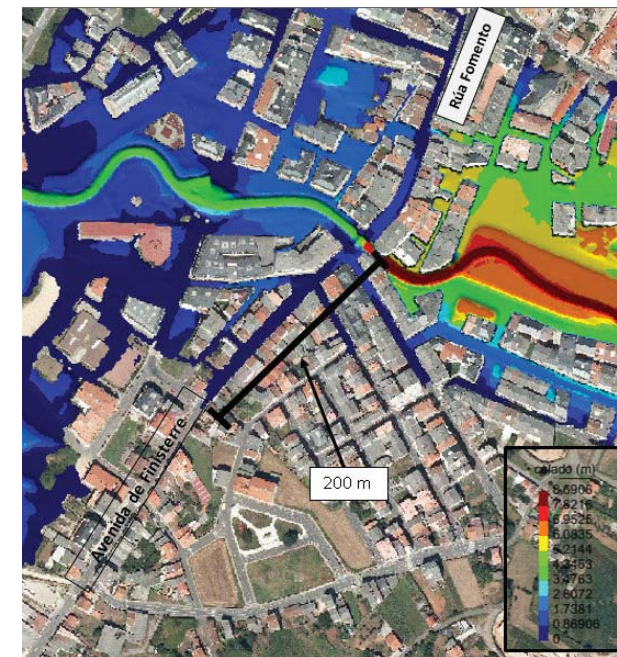 Rúa Fomento
200 m
Avenida de Finisterre
calado (m)
8.6906
7.8215
6.9525
6.0835
5.2144
4.3453
3.4763
2.6072
1.7381
0.86906
0